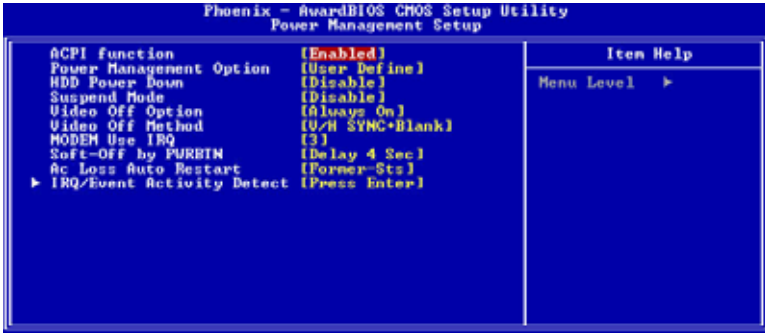 Phoenix - AwardBIOS CMOS Setup Utility
Power Management Setup
ACPI function [Enabled]
Power Management Option [User Define]
HDD Power Down [Disable]
Suspend Mode [Disable]
Video Off Option [Always On]
Video Off Method [V/H SYNC+Blank]
MODEM Use IRQ [3]
Soft-Off by PWRBTN [Delay 4 Sec]
Ac Loss Auto Restart [Former-Sts]
► IRQ/Event Activity Detect [Press Enter]
Item Help
Menu Level ►